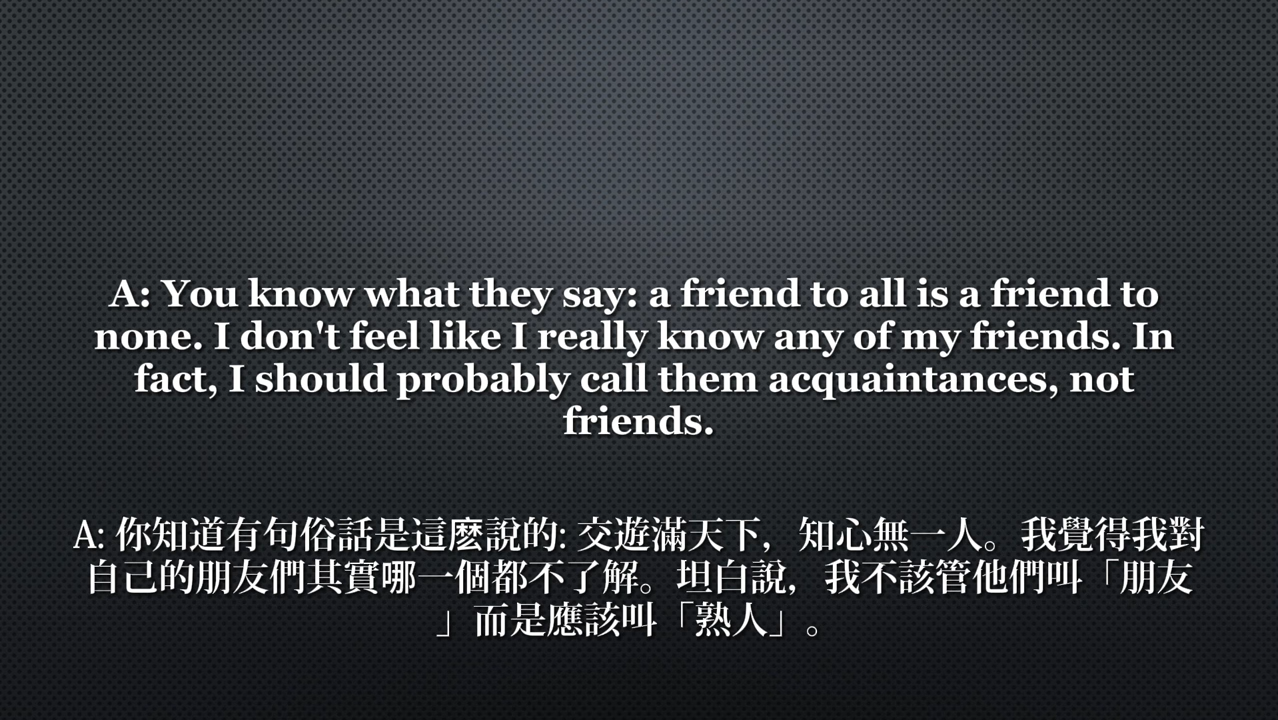 A: You know what they say: a friend to all is a friend to
none. I don't feel like I really know any of my friends. In
fact, I should probably call them acquaintances, not
friends.
A: 你知道有句俗話是這麽說的: 交遊滿天下，知心無一人。我覺得我對
自己的朋友們其實哪一個都不了解。坦白說，我不該管他們叫「朋友
」而是應該叫「熟人」。